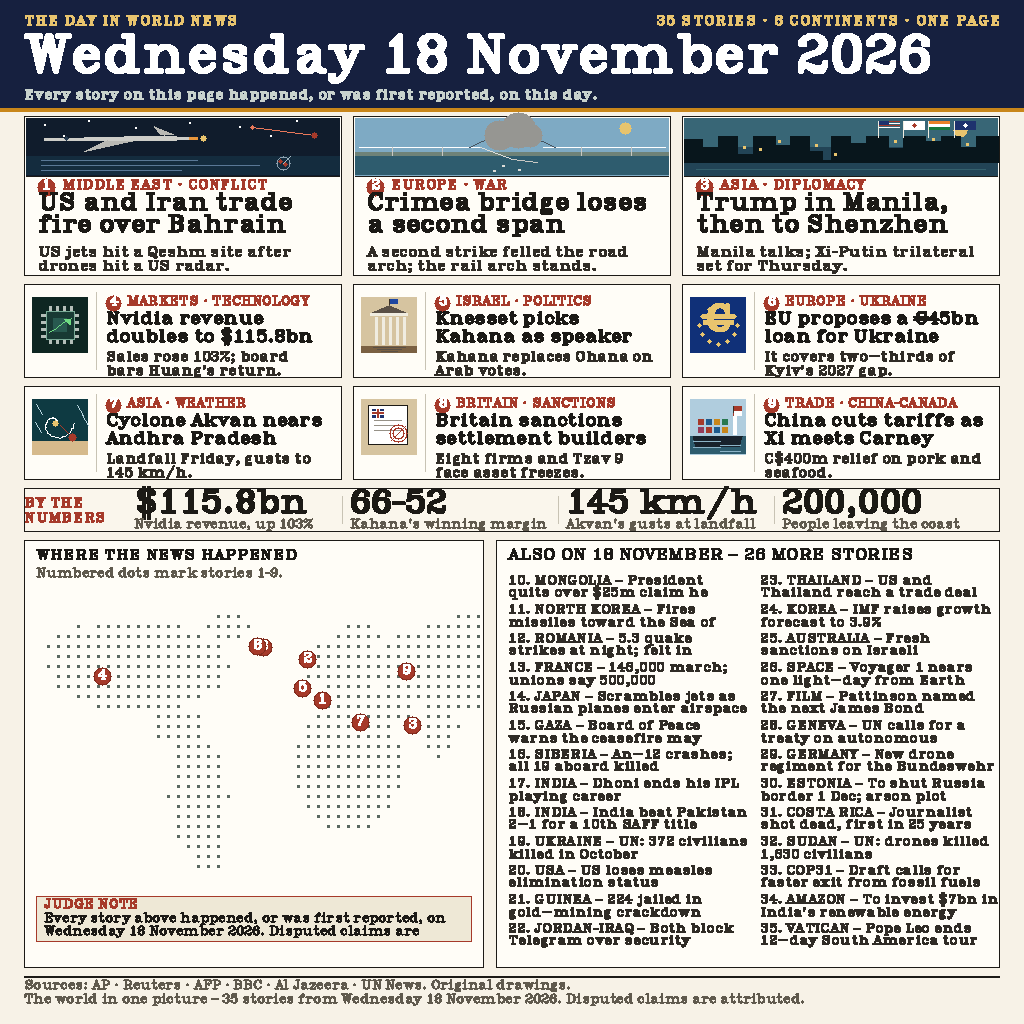 THE DAY IN WORLD NEWS
35 STORIES · 6 CONTINENTS · ONE PAGE
Wednesday 18 November 2026
Every story on this page happened, or was first reported, on this day.
1 MIDDLE EAST · CONFLICT
US and Iran trade
fire over Bahrain
US jets hit a Qeshm site after
drones hit a US radar.
2 EUROPE · WAR
Crimea bridge loses
a second span
A second strike felled the road
arch; the rail arch stands.
3 ASIA · DIPLOMACY
Trump in Manila,
then to Shenzhen
Manila talks; Xi-Putin trilateral
set for Thursday.
4 MARKETS · TECHNOLOGY
Nvidia revenue
doubles to $115.8bn
Sales rose 103%; board
bars Huang's return.
5 ISRAEL · POLITICS
Knesset picks
Kahana as speaker
Kahana replaces Ohana on
Arab votes.
6 EUROPE · UKRAINE
EU proposes a €45bn
loan for Ukraine
It covers two-thirds of
Kyiv's 2027 gap.
7 ASIA · WEATHER
Cyclone Akvan nears
Andhra Pradesh
Landfall Friday, gusts to
145 km/h.
8 BRITAIN · SANCTIONS
Britain sanctions
settlement builders
Eight firms and Tzav 9
face asset freezes.
9 TRADE · CHINA-CANADA
China cuts tariffs as
Xi meets Carney
C$400m relief on pork and
seafood.
BY THE
NUMBERS
$115.8bn
Nvidia revenue, up 103%
66-52
Kahana's winning margin
145 km/h
Akvan's gusts at landfall
200,000
People leaving the coast
WHERE THE NEWS HAPPENED
Numbered dots mark stories 1-9.
8
2
4
9
5
1
7
3
JUDGE NOTE
Every story above happened, or was first reported, on
Wednesday 18 November 2026. Disputed claims are
ALSO ON 18 NOVEMBER – 26 MORE STORIES
10. MONGOLIA – President
quits over $25m claim he
11. NORTH KOREA – Fires
missiles toward the Sea of
12. ROMANIA – 5.3 quake
strikes at night; felt in
13. FRANCE – 146,000 march;
unions say 500,000
14. JAPAN – Scrambles jets as
Russian planes enter airspace
15. GAZA – Board of Peace
warns the ceasefire may
16. SIBERIA – An-12 crashes;
all 19 aboard killed
17. INDIA – Dhoni ends his IPL
playing career
18. INDIA – India beat Pakistan
2-1 for a 10th SAFF title
19. UKRAINE – UN: 372 civilians
killed in October
20. USA – US loses measles
elimination status
21. GUINEA – 224 jailed in
gold-mining crackdown
22. JORDAN-IRAQ – Both block
Telegram over security
23. THAILAND – US and
Thailand reach a trade deal
24. KOREA – IMF raises growth
forecast to 3.9%
25. AUSTRALIA – Fresh
sanctions on Israeli
26. SPACE – Voyager 1 nears
one light-day from Earth
27. FILM – Pattinson named
the next James Bond
28. GENEVA – UN calls for a
treaty on autonomous
29. GERMANY – New drone
regiment for the Bundeswehr
30. ESTONIA – To shut Russia
border 1 Dec; arson plot
31. COSTA RICA – Journalist
shot dead, first in 25 years
32. SUDAN – UN: drones killed
1,630 civilians
33. COP31 – Draft calls for
faster exit from fossil fuels
34. AMAZON – To invest $7bn in
India's renewable energy
35. VATICAN – Pope Leo ends
12-day South America tour
Sources: AP · Reuters · AFP · BBC · Al Jazeera · UN News. Original drawings.
The world in one picture – 35 stories from Wednesday 18 November 2026. Disputed claims are attributed.